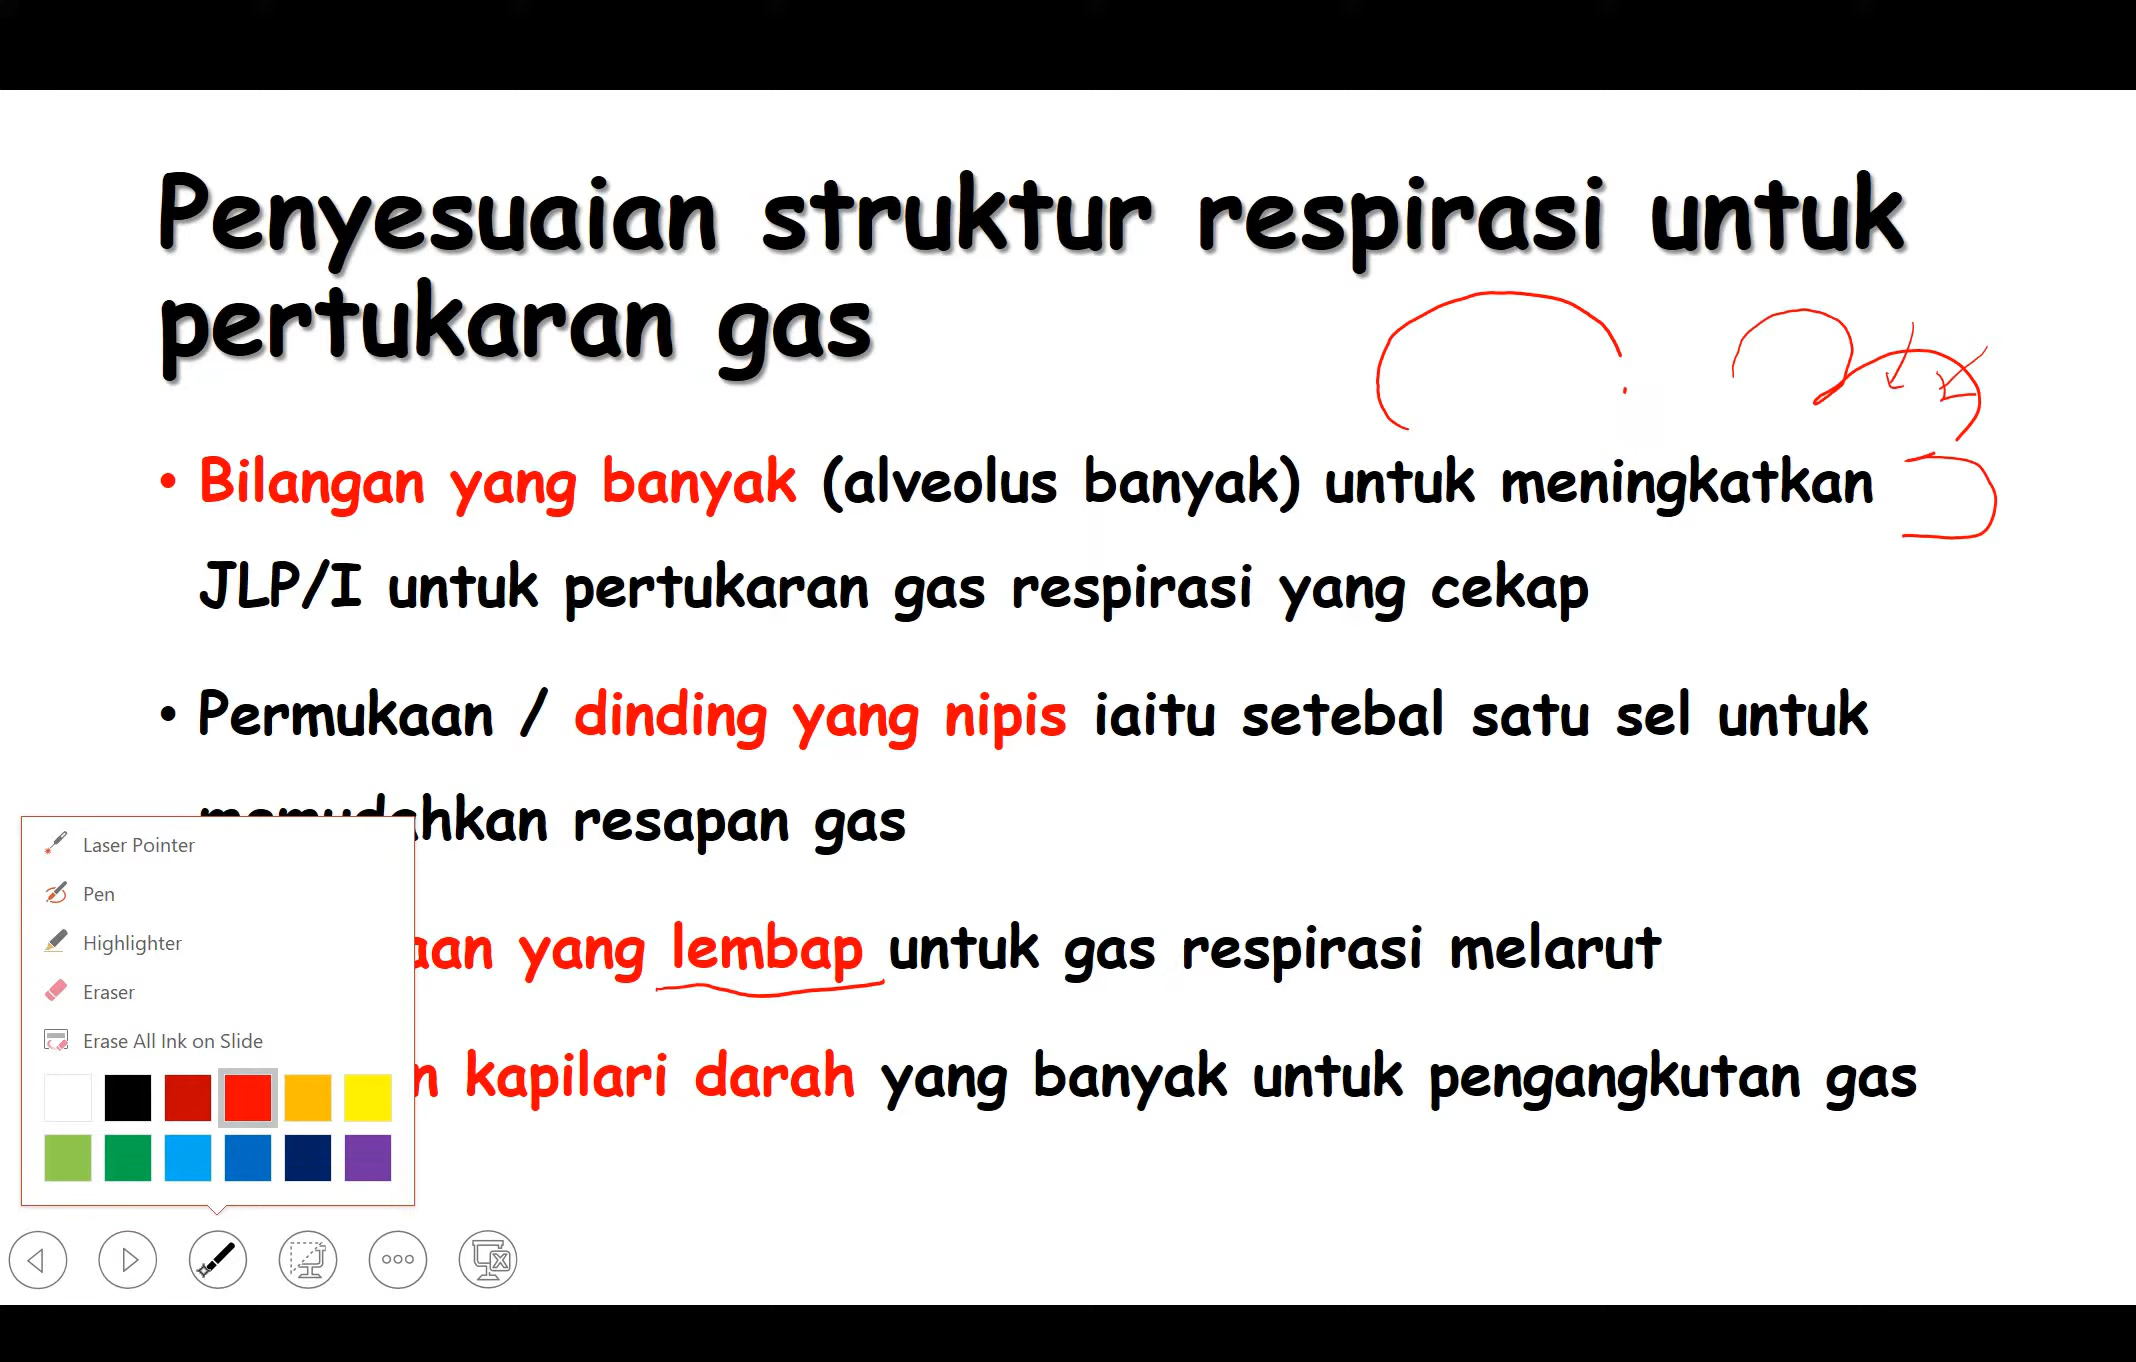 Penyesuaian struktur respirasi untuk
pertukaran gas
• Bilangan yang banyak (alveolus banyak) untuk meningkatkan
JLP/I untuk pertukaran gas respirasi yang cekap
• Permukaan / dinding yang nipis iaitu setebal satu sel untuk
memudahkan resapan gas
yang lembap untuk gas respirasi melarut
kapilari darah yang banyak untuk pengangkutan gas
Laser Pointer
Pen
Highlighter
Eraser
Erase All Ink on Slide